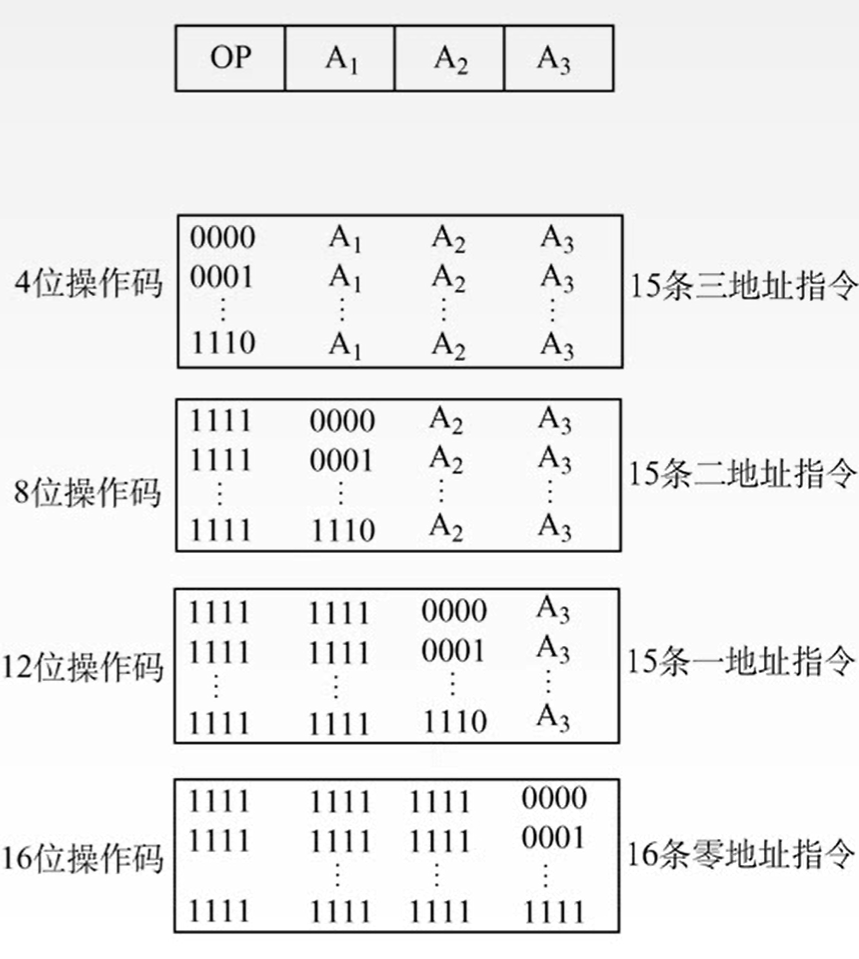 OP A₁ A₂ A₃
0000 A₁ A₂ A₃
4位操作码 0001 A₁ A₂ A₃ 15条三地址指令
⋮ ⋮ ⋮ ⋮
1110 A₁ A₂ A₃
1111 0000 A₂ A₃
1111 0001 A₂ A₃
8位操作码 ⋮ ⋮ ⋮ ⋮ 15条二地址指令
1111 1110 A₂ A₃
1111 1111 0000 A₃
1111 1111 0001 A₃
12位操作码 ⋮ ⋮ ⋮ ⋮ 15条一地址指令
1111 1111 1110 A₃
1111 1111 1111 0000
1111 1111 1111 0001
16位操作码 ⋮ ⋮ ⋮ 16条零地址指令
1111 1111 1111 1111